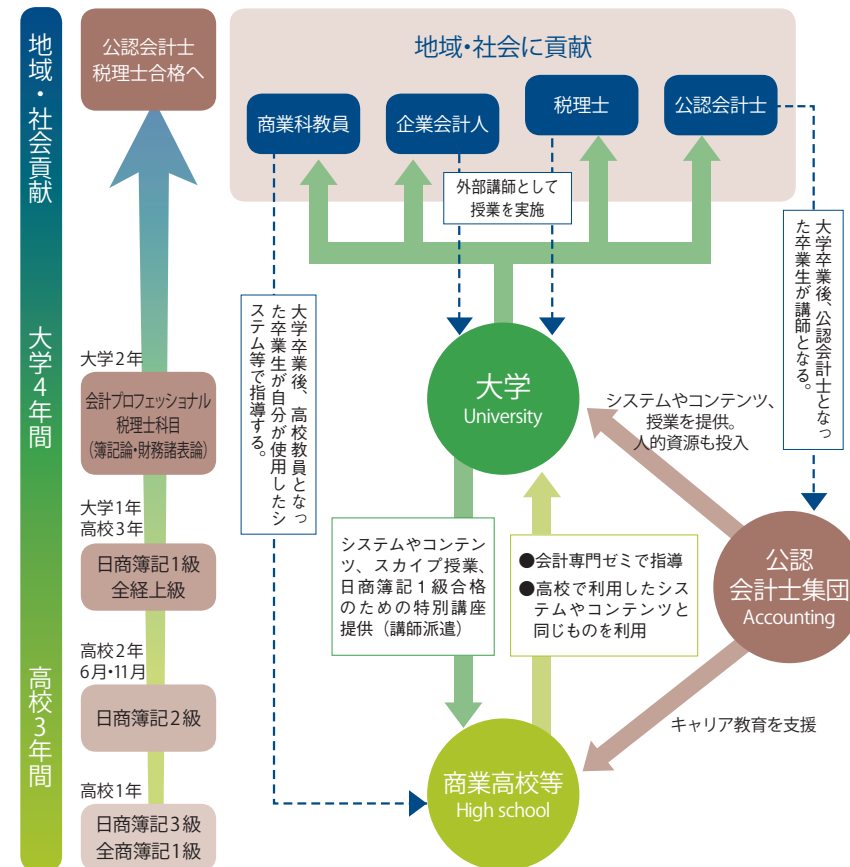 地域・社会貢献
大学4年間
高校3年間
公認会計士
税理士合格へ
大学2年
会計プロフェッショナル
税理士科目
（簿記論・財務諸表論）
大学1年
高校3年
日商簿記1級
全経上級
高校2年
6月・11月
日商簿記2級
高校1年
日商簿記3級
全商簿記1級
地域・社会に貢献
商業科教員
企業会計人
税理士
公認会計士
外部講師として
授業を実施
大学卒業後、高校教員となっ
た卒業生が自分が使用したシ
ステム等で指導する。
大学卒業後、公認会計士となっ
た卒業生が講師となる。
大学
University
システムやコンテンツ、
授業を提供。
人的資源も投入
システムやコンテン
ツ、スカイプ授業、
日商簿記１級合格
のための特別講座
提供（講師派遣）
●会計専門ゼミで指導
●高校で利用したシス
テムやコンテンツと
同じものを利用
公認
会計士集団
Accounting
キャリア教育を支援
商業高校等
High school